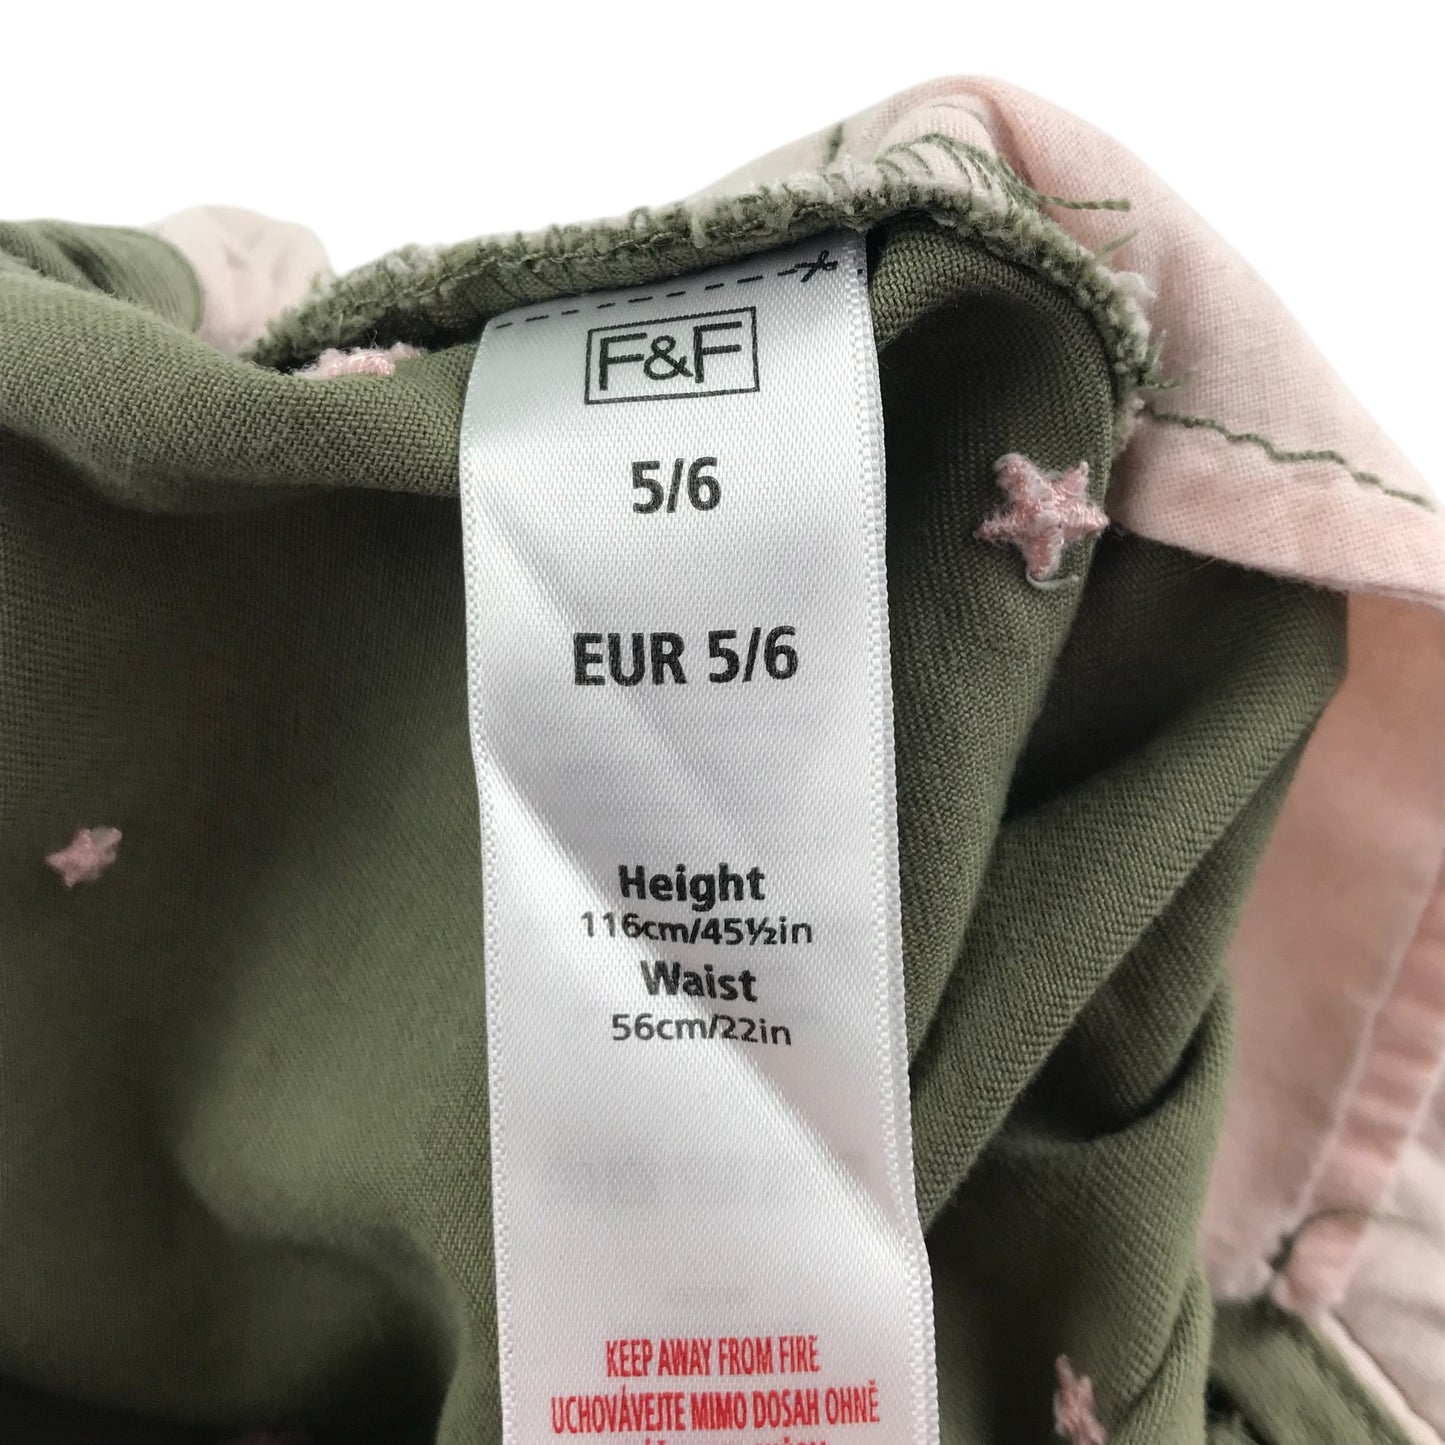 F&F
5/6
EUR 5/6
Height
116cm/45½in
Waist
56cm/22in
KEEP AWAY FROM FIRE
UCHOVÁVEJTE MIMO DOSAH OHNĚ